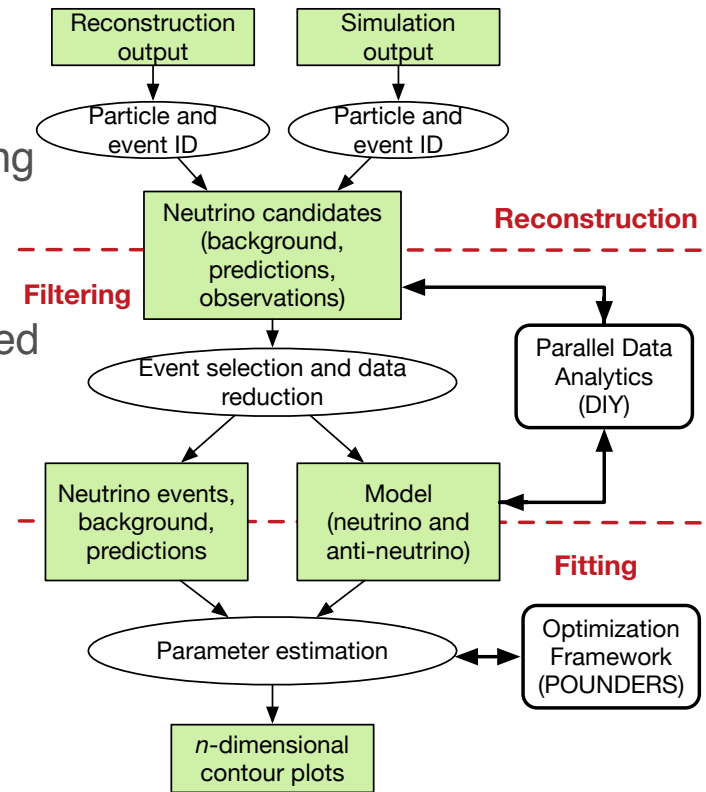 Reconstruction
output
Simulation
output
Particle and
event ID
Particle and
event ID
ng
Neutrino candidates
(background,
predictions,
observations)
Reconstruction
Filtering
ed
Parallel Data
Analytics
(DIY)
Event selection and data
reduction
Neutrino events,
background,
predictions
Model
(neutrino and
anti-neutrino)
Fitting
Parameter estimation
Optimization
Framework
(POUNDERS)
n-dimensional
contour plots